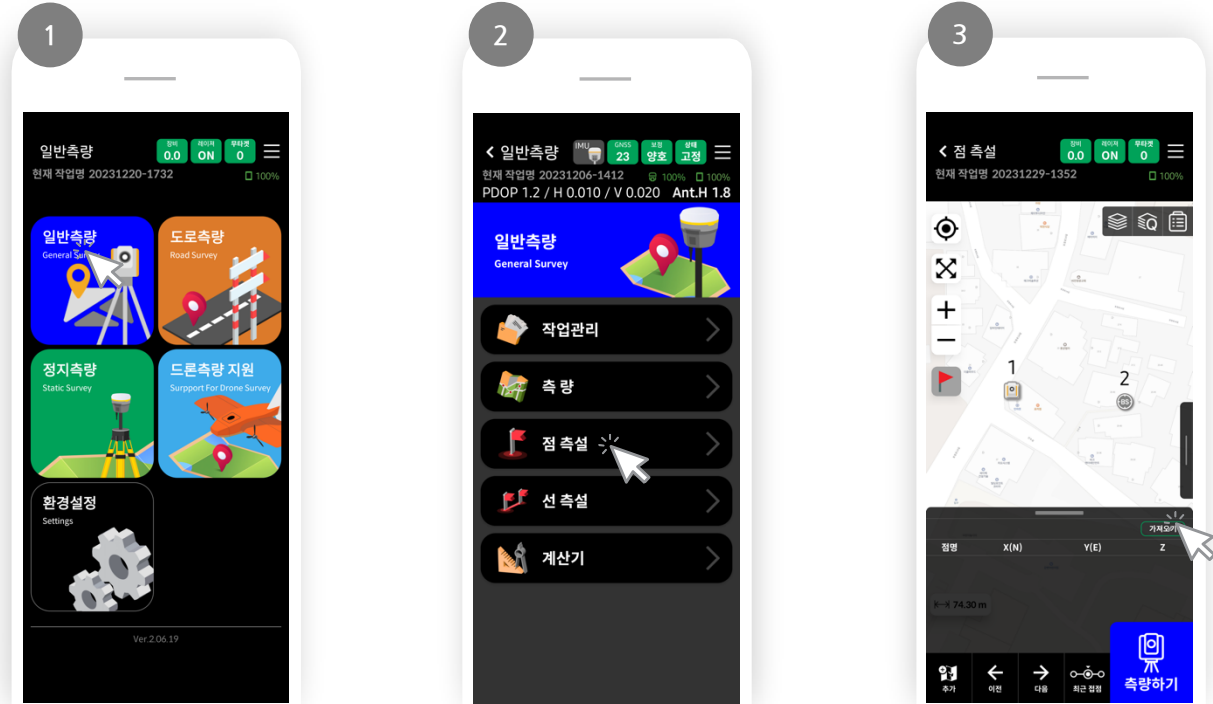 1
일반측량
장비
0.0
레이저
ON
부타겟
0
현재 작업명 20231220-1732
100%
일반측량
General Survey
도로측량
Road Survey
정지측량
Static Survey
드론측량 지원
Surpport For Drone Survey
환경설정
Settings
Ver.2.06.19
2
일반측량
IMU
GNSS
23
보정
양호
상태
고정
현재 작업명 20231206-1412
100%
100%
PDOP 1.2 / H 0.010 / V 0.020 Ant.H 1.8
일반측량
General Survey
작업관리
측 량
점 측설
선 측설
계산기
3
점 측설
장비
0.0
레이저
ON
부타겟
0
현재 작업명 20231229-1352
100%
1
2
BS
가져오기
점명 X(N) Y(E) Z
74.30 m
추가
이전
다음
최근 접점
측량하기